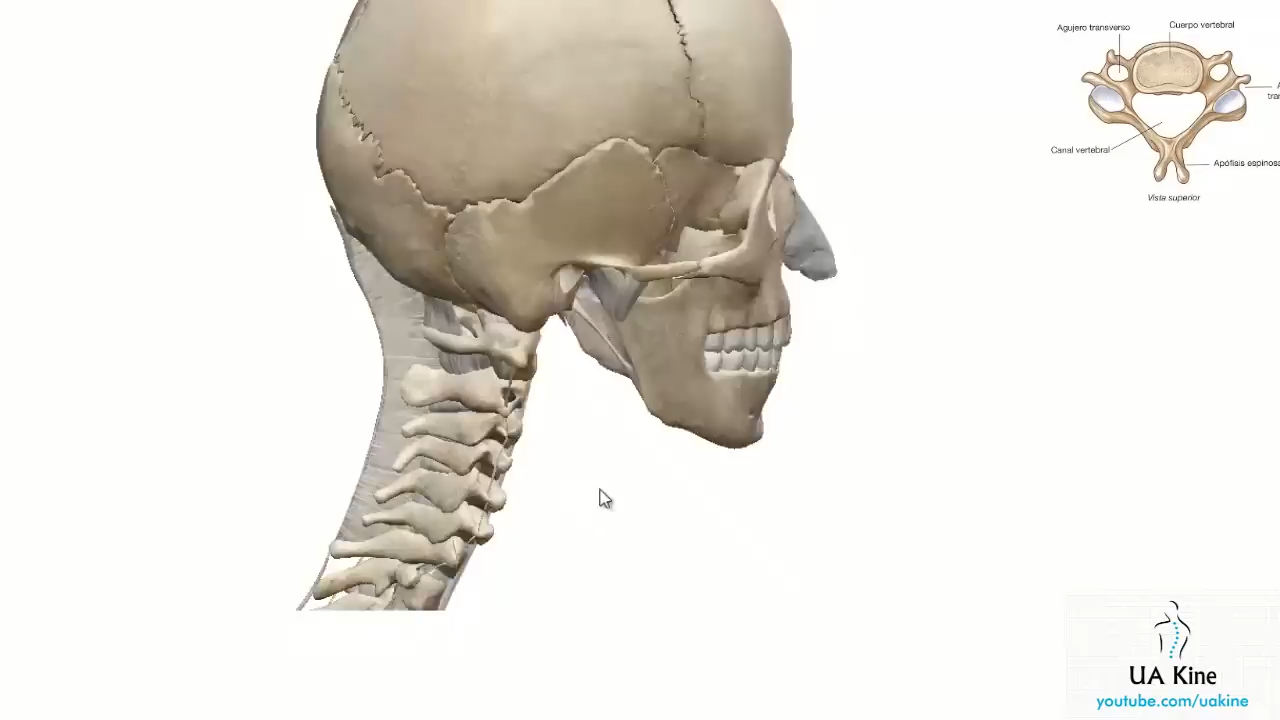 Agujero transverso
Cuerpo vertebral
Canal vertebral
Apófisis espinosa
Vista superior
UA Kine
youtube.com/uakine